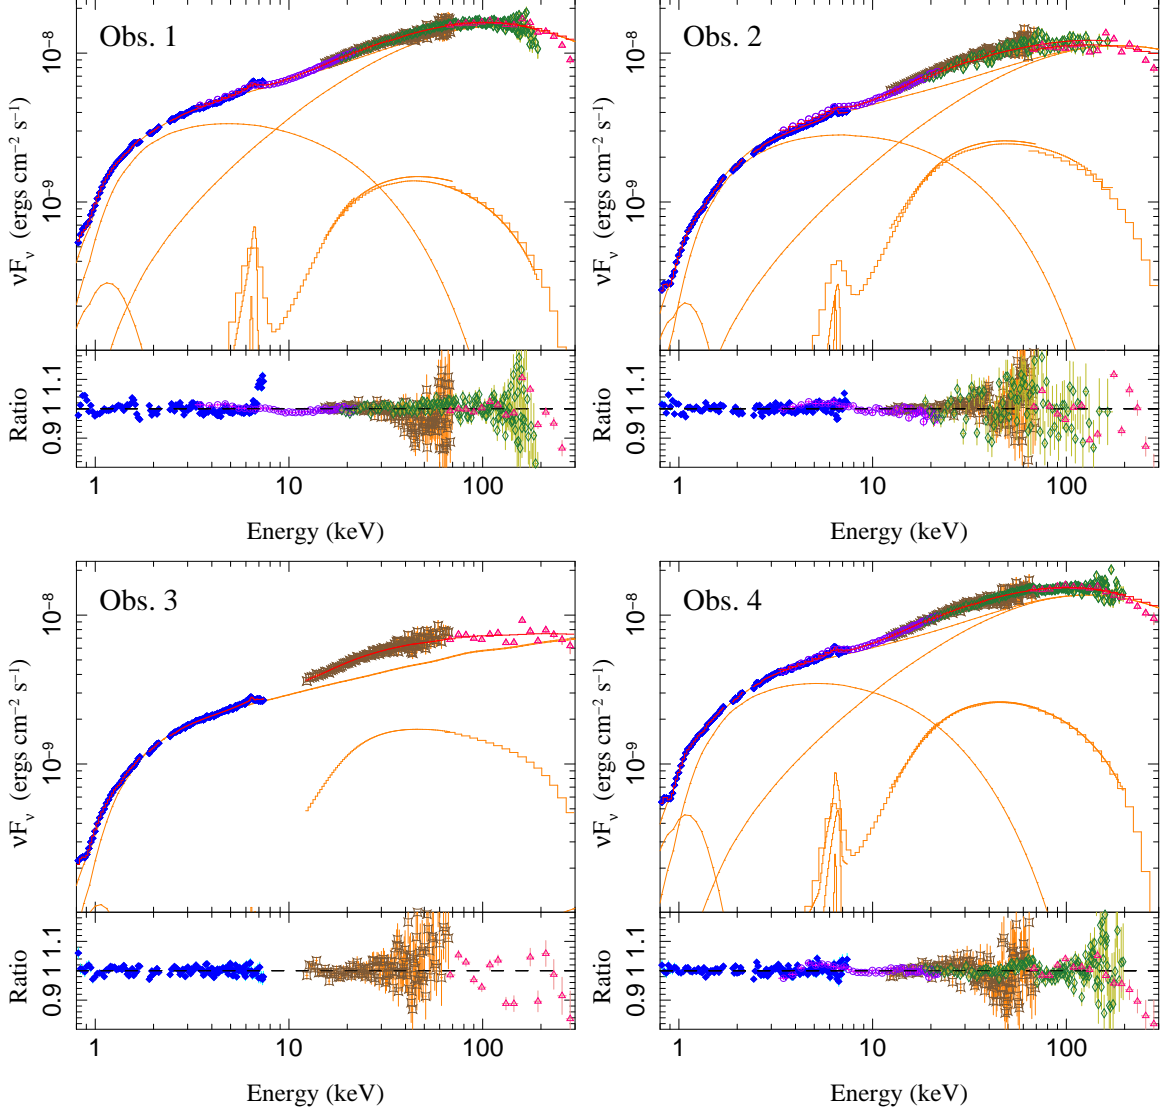 Obs. 1
10⁻⁸
10⁻⁹
νFν (ergs cm⁻² s⁻¹)
Ratio
0.9 1 1.1
1 10 100
Energy (keV)
Obs. 2
10⁻⁸
10⁻⁹
νFν (ergs cm⁻² s⁻¹)
Ratio
0.9 1 1.1
1 10 100
Energy (keV)
Obs. 3
10⁻⁸
10⁻⁹
νFν (ergs cm⁻² s⁻¹)
Ratio
0.9 1 1.1
1 10 100
Energy (keV)
Obs. 4
10⁻⁸
10⁻⁹
νFν (ergs cm⁻² s⁻¹)
Ratio
0.9 1 1.1
1 10 100
Energy (keV)